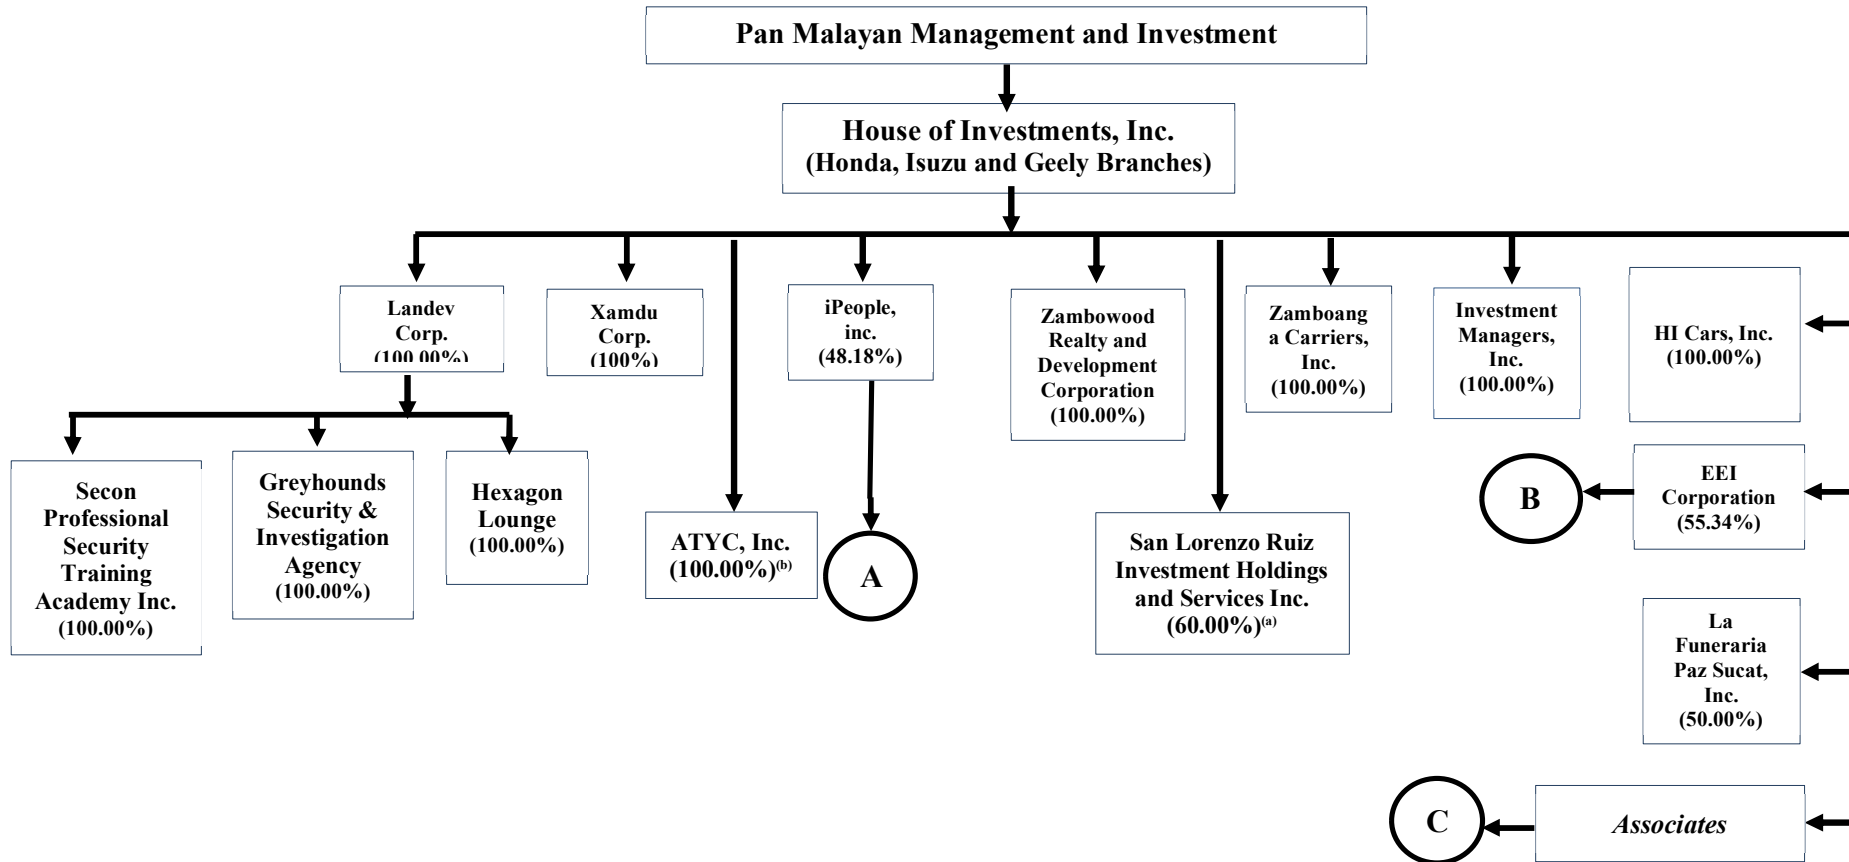 Pan Malayan Management and Investment
House of Investments, Inc.
(Honda, Isuzu and Geely Branches)
Landev
Corp.
(100.00%)
Xamdu
Corp.
(100%)
iPeople,
inc.
(48.18%)
Zambowood
Realty and
Development
Corporation
(100.00%)
Zamboang
a Carriers,
Inc.
(100.00%)
Investment
Managers,
Inc.
(100.00%)
HI Cars, Inc.
(100.00%)
Secon
Professional
Security
Training
Academy Inc.
(100.00%)
Greyhounds
Security &
Investigation
Agency
(100.00%)
Hexagon
Lounge
(100.00%)
ATYC, Inc.
(100.00%)(b)
A
San Lorenzo Ruiz
Investment Holdings
and Services Inc.
(60.00%)(a)
B
EEI
Corporation
(55.34%)
La
Funeraria
Paz Sucat,
Inc.
(50.00%)
C
Associates